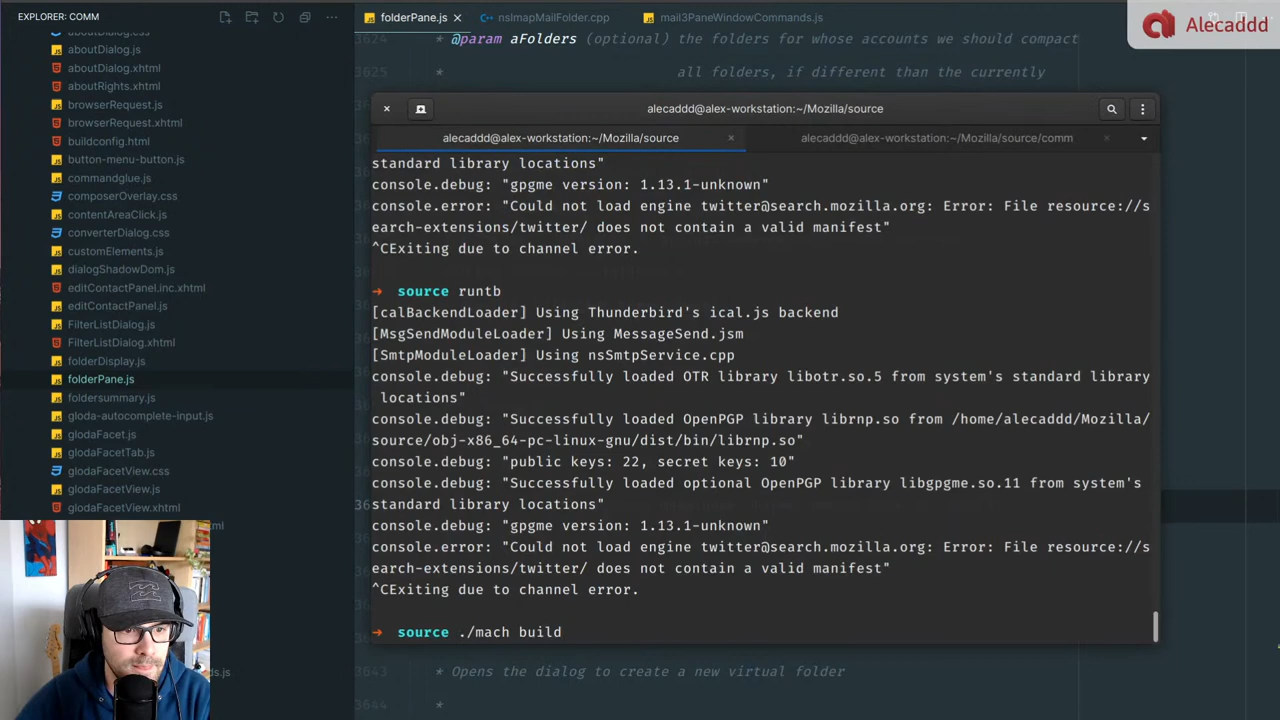 EXPLORER: COMM
aboutDialog.css
aboutDialog.js
aboutDialog.xhtml
aboutRights.xhtml
browserRequest.js
browserRequest.xhtml
buildconfig.html
button-menu-button.js
commandglue.js
composerOverlay.css
contentAreaClick.js
converterDialog.css
customElements.js
dialogShadowDom.js
editContactPanel.inc.xhtml
editContactPanel.js
FilterListDialog.js
FilterListDialog.xhtml
folderDisplay.js
folderPane.js
foldersummary.js
gloda-autocomplete-input.js
glodaFacet.js
glodaFacetTab.js
glodaFacetView.css
glodaFacetView.js
glodaFacetView.xhtml
folderPane.js
nsImapMailFolder.cpp
mail3PaneWindowCommands.js
Alecaddd
3624 * @param aFolders (optional) the folders for whose accounts we should compact
3625 * all folders, if different than the currently
alecaddd@alex-workstation:~/Mozilla/source
alecaddd@alex-workstation:~/Mozilla/source
alecaddd@alex-workstation:~/Mozilla/source/comm
standard library locations"
console.debug: "gpgme version: 1.13.1-unknown"
console.error: "Could not load engine twitter@search.mozilla.org: Error: File resource://s
earch-extensions/twitter/ does not contain a valid manifest"
^CExiting due to channel error.
→ source runtb
[calBackendLoader] Using Thunderbird's ical.js backend
[MsgSendModuleLoader] Using MessageSend.jsm
[SmtpModuleLoader] Using nsSmtpService.cpp
console.debug: "Successfully loaded OTR library libotr.so.5 from system's standard library
locations"
console.debug: "Successfully loaded OpenPGP library librnp.so from /home/alecaddd/Mozilla/
source/obj-x86_64-pc-linux-gnu/dist/bin/librnp.so"
console.debug: "public keys: 22, secret keys: 10"
console.debug: "Successfully loaded optional OpenPGP library libgpgme.so.11 from system's
standard library locations"
console.debug: "gpgme version: 1.13.1-unknown"
console.error: "Could not load engine twitter@search.mozilla.org: Error: File resource://s
earch-extensions/twitter/ does not contain a valid manifest"
^CExiting due to channel error.
→ source ./mach build
3643 * Opens the dialog to create a new virtual folder
3644 *